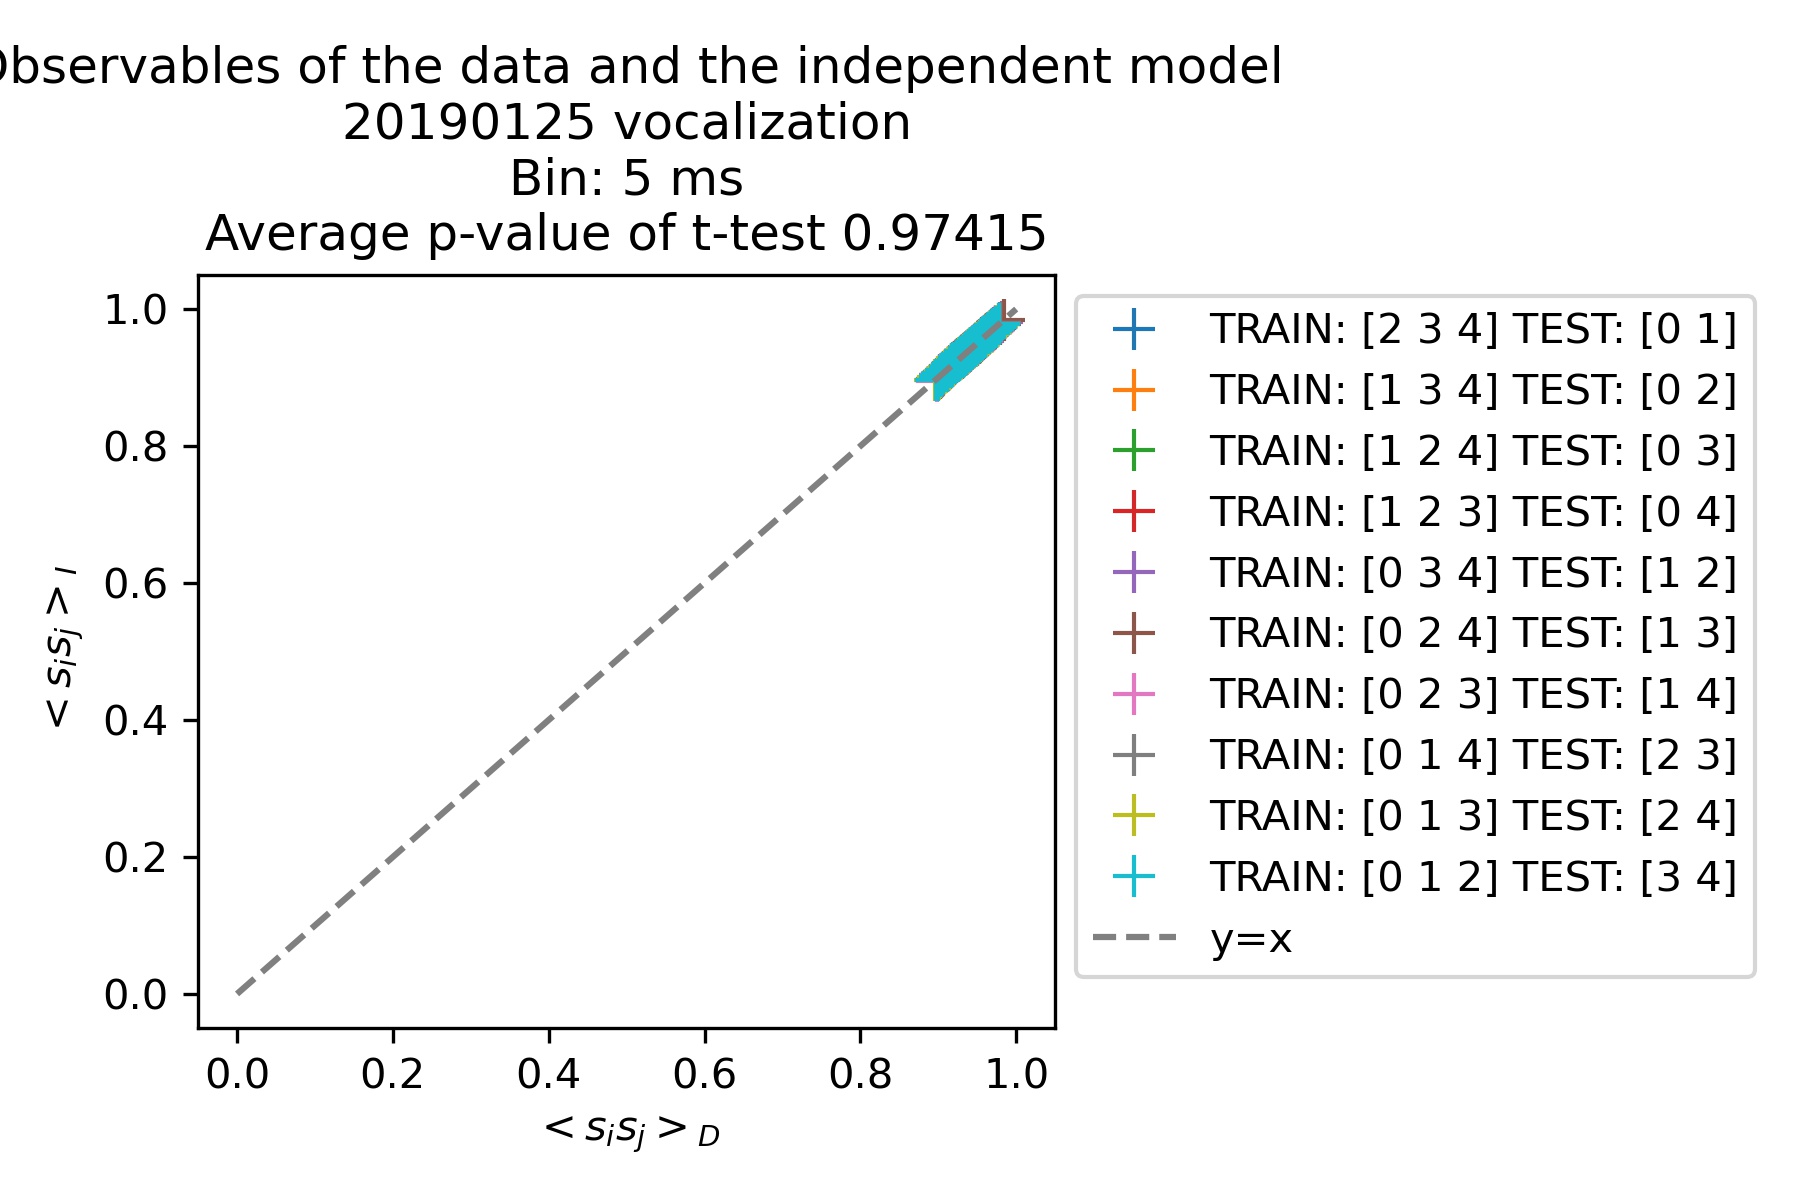 Observables of the data and the independent model
20190125 vocalization
Bin: 5 ms
Average p-value of t-test 0.97415
1.0
0.8
0.6
0.4
0.2
0.0
< s_i s_j >_I
0.0 0.2 0.4 0.6 0.8 1.0
< s_i s_j >_D
TRAIN: [2 3 4] TEST: [0 1]
TRAIN: [1 3 4] TEST: [0 2]
TRAIN: [1 2 4] TEST: [0 3]
TRAIN: [1 2 3] TEST: [0 4]
TRAIN: [0 3 4] TEST: [1 2]
TRAIN: [0 2 4] TEST: [1 3]
TRAIN: [0 2 3] TEST: [1 4]
TRAIN: [0 1 4] TEST: [2 3]
TRAIN: [0 1 3] TEST: [2 4]
TRAIN: [0 1 2] TEST: [3 4]
y=x